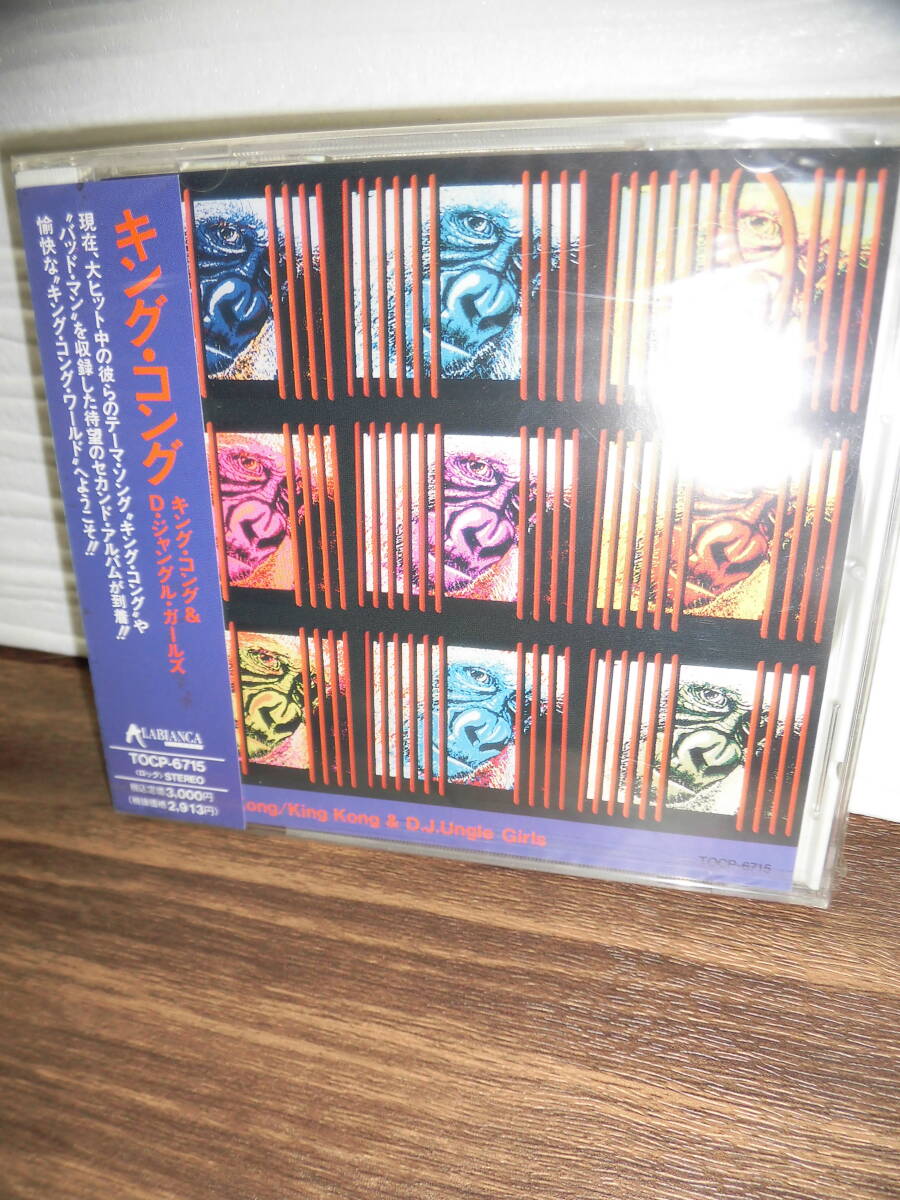 キング・コング
キング・コング&
D・ジャングル・ガールズ
現在、大ヒット中の彼らのテーマ・ソング“キング・コング”や
“バッド・マン”を収録した待望のセカンド・アルバムが到着!!
愉快な“キング・コング・ワールド”へようこそ!!
ALABIANCA
TOCP-6715
(ロック) STEREO
税込定価3,000円
(税抜価格2,913円)
ong/King Kong & D.J.Ungle Girls
TOCP-6715